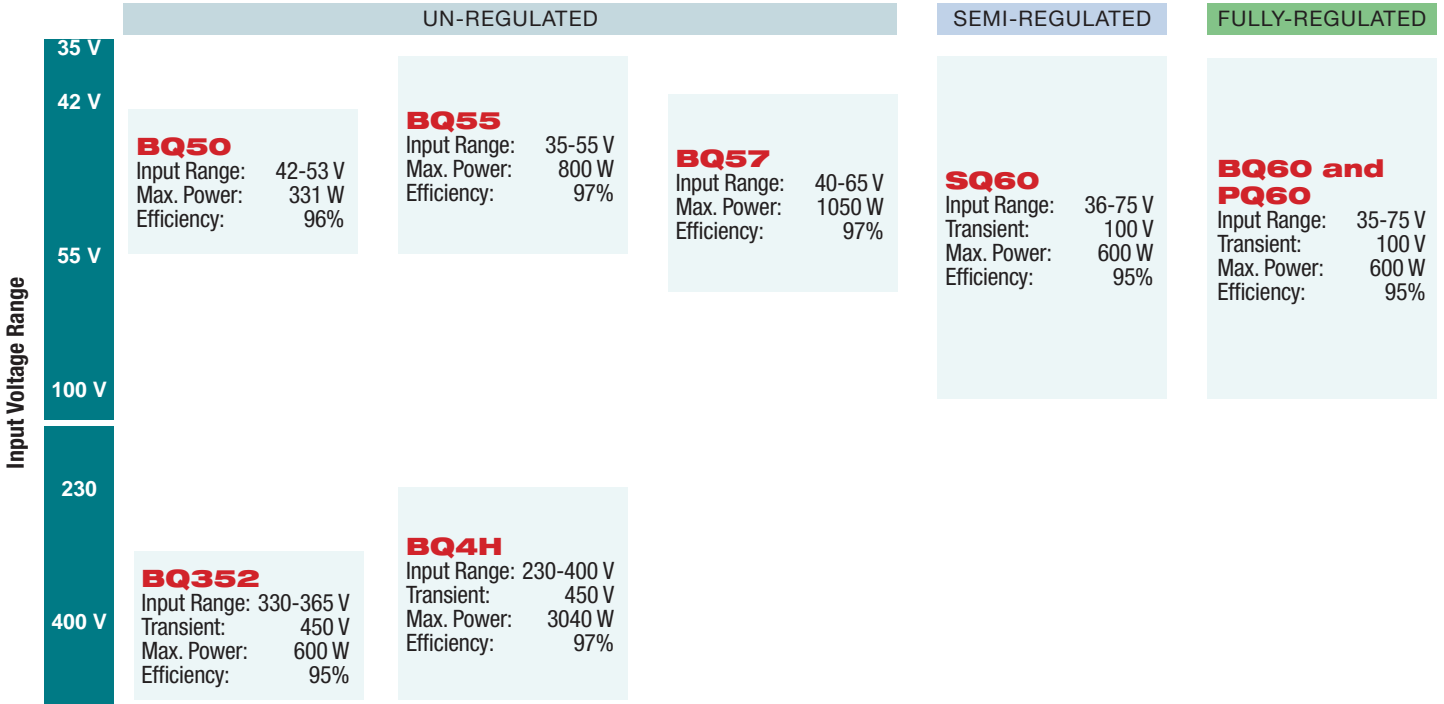 UN-REGULATED
SEMI-REGULATED
FULLY-REGULATED
Input Voltage Range
35 V
42 V
55 V
100 V
230
400 V
BQ50
Input Range: 42-53 V
Max. Power: 331 W
Efficiency: 96%
BQ55
Input Range: 35-55 V
Max. Power: 800 W
Efficiency: 97%
BQ57
Input Range: 40-65 V
Max. Power: 1050 W
Efficiency: 97%
SQ60
Input Range: 36-75 V
Transient: 100 V
Max. Power: 600 W
Efficiency: 95%
BQ60 and
PQ60
Input Range: 35-75 V
Transient: 100 V
Max. Power: 600 W
Efficiency: 95%
BQ352
Input Range: 330-365 V
Transient: 450 V
Max. Power: 600 W
Efficiency: 95%
BQ4H
Input Range: 230-400 V
Transient: 450 V
Max. Power: 3040 W
Efficiency: 97%